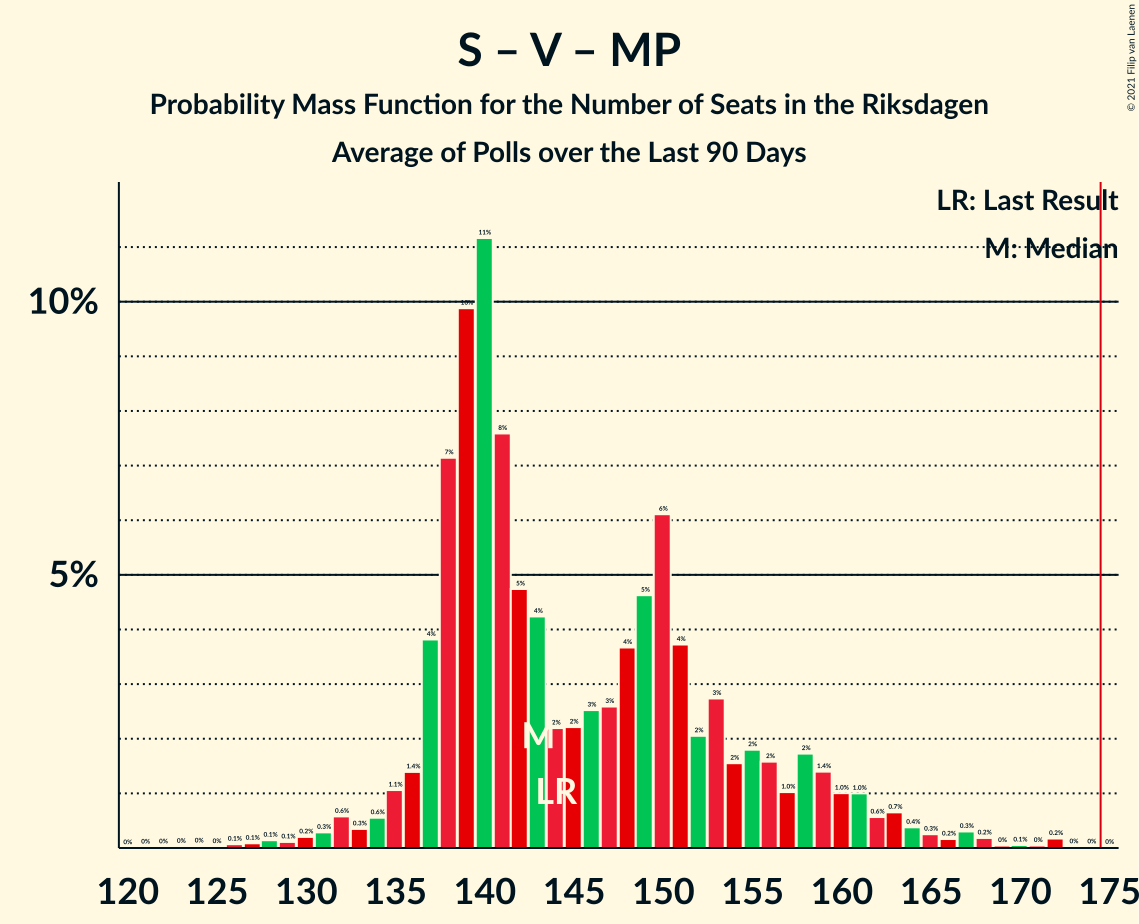 S – V – MP
Probability Mass Function for the Number of Seats in the Riksdagen
Average of Polls over the Last 90 Days
© 2021 Filip van Laenen
LR: Last Result
M: Median
10%
5%
0% 0% 0% 0% 0% 0% 0.1% 0.1% 0.1% 0.1% 0.2% 0.3% 0.6% 0.3% 0.6% 1.1% 1.4% 4% 7% 10% 11% 8% 5% 4% 2% 2% 3% 3% 4% 5% 6% 4% 2% 3% 2% 2% 2% 1.0% 2% 1.4% 1.0% 1.0% 0.6% 0.7% 0.4% 0.3% 0.2% 0.3% 0.2% 0% 0.1% 0% 0.2% 0% 0% 0%
M
LR
120 125 130 135 140 145 150 155 160 165 170 175